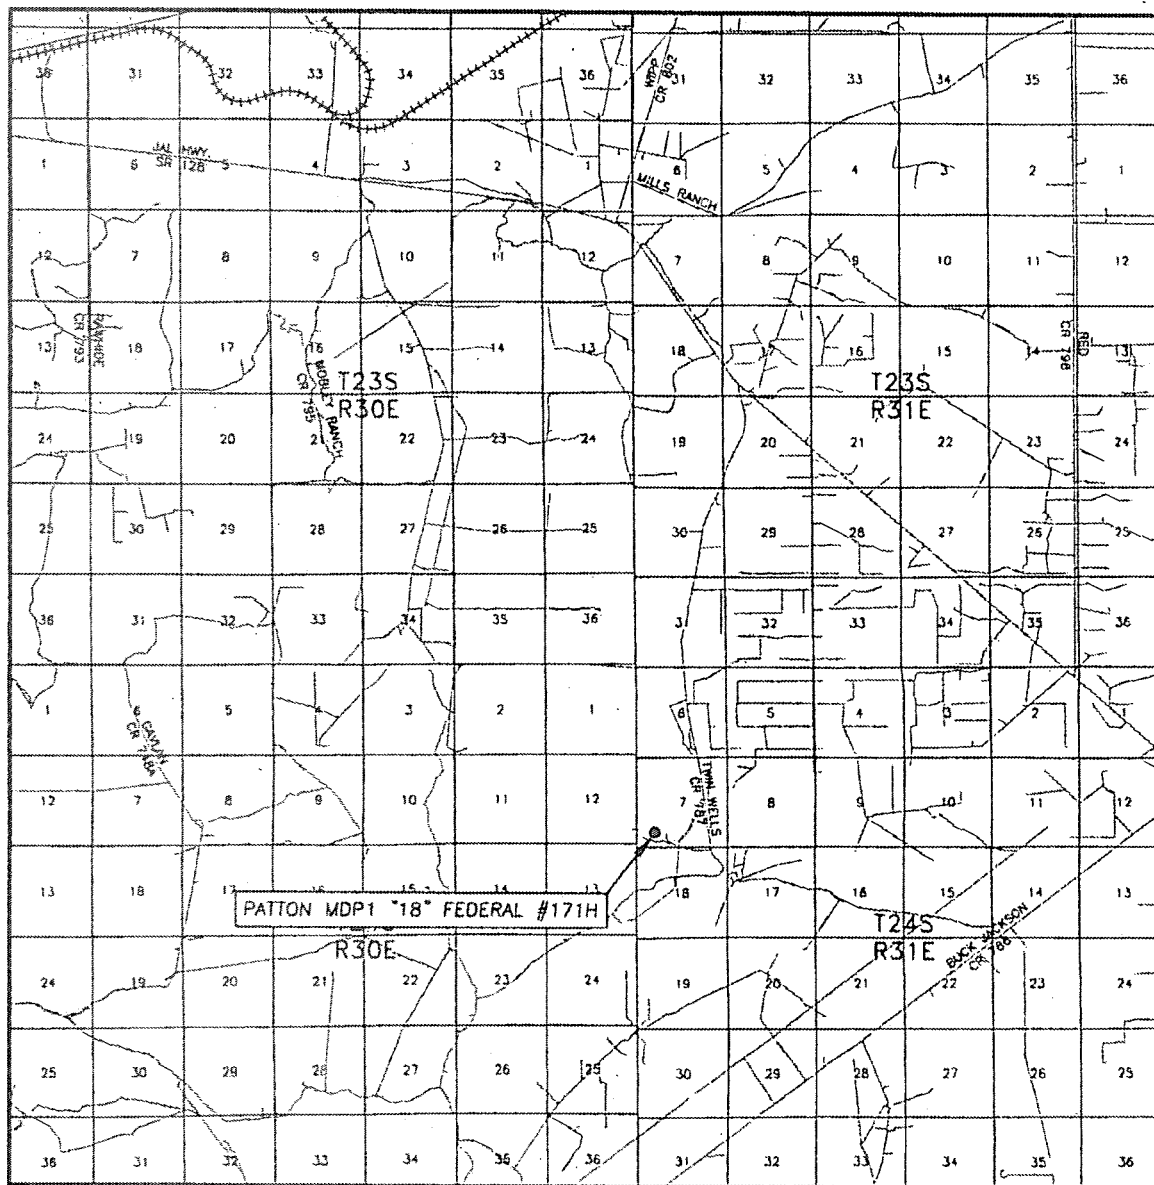 36 31 32 33 34 35 36 31 32 33 34 35 36
WIPP
CR 802
JAL HWY
SR 128
1 6 5 4 3 2 1 6 5 4 3 2 1
MILLS RANCH
12 7 8 9 10 11 12 7 8 9 10 11 12
RAWHIDE
CR 793
RED
CR 798
13 18 17 16 15 14 13 18 17 16 15 14 13
MOBLEY RANCH
CR 795
T23S
R30E
T23S
R31E
24 19 20 21 22 23 24 19 20 21 22 23 24
25 30 29 28 27 26 25 30 29 28 27 26 25
36 31 32 33 34 35 36 31 32 33 34 35 36
1 6 5 4 3 2 1 6 5 4 3 2 1
CR
TWIN WELLS
CR 787
12 7 8 9 10 11 12 7 8 9 10 11 12
13 18 17 16 15 14 13 18 17 16 15 14 13
PATTON MDP1 "18" FEDERAL #171H
R30E
T24S
R31E
BUCK JACKSON
CR 786
24 19 20 21 22 23 24 19 20 21 22 23 24
25 30 29 28 27 26 25 30 29 28 27 26 25
36 31 32 33 34 35 36 31 32 33 34 35 36